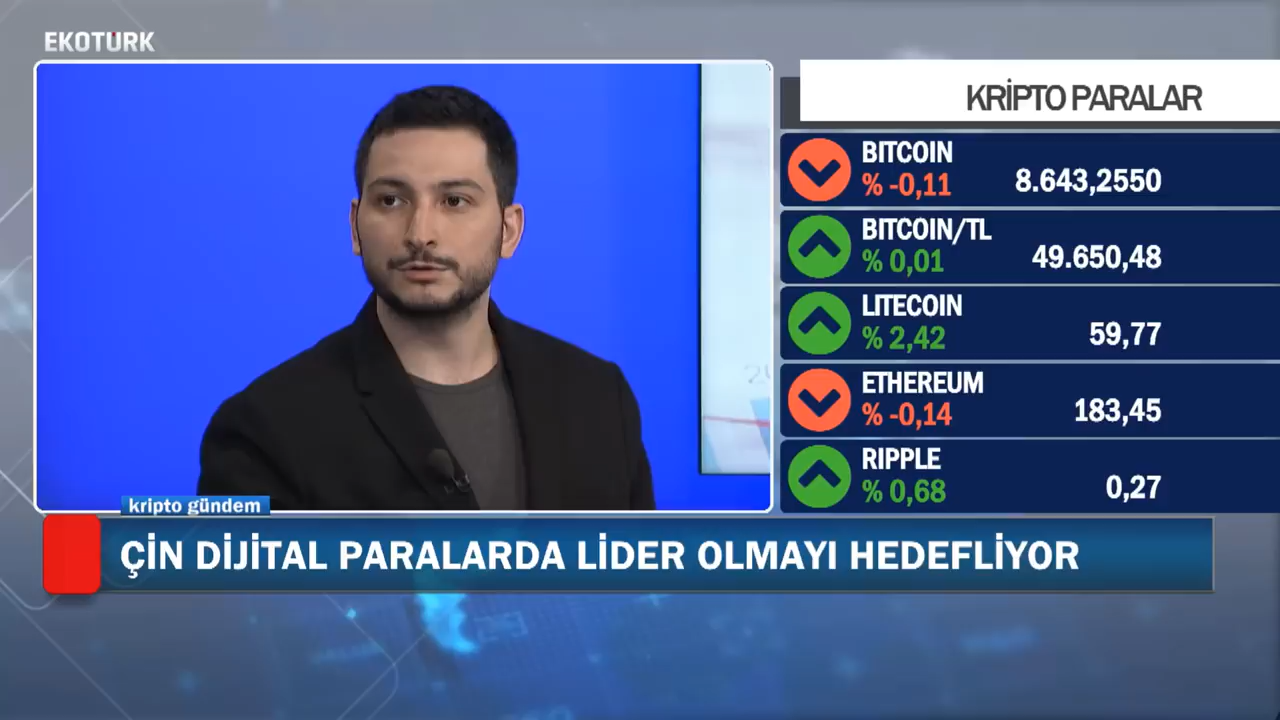 EKOTÜRK
KRİPTO PARALAR
BITCOIN
% -0,11
8.643,2550
BITCOIN/TL
% 0,01
49.650,48
LITECOIN
% 2,42
59,77
ETHEREUM
% -0,14
183,45
RIPPLE
% 0,68
0,27
kripto gündem
ÇİN DİJİTAL PARALARDA LİDER OLMAYI HEDEFLİYOR